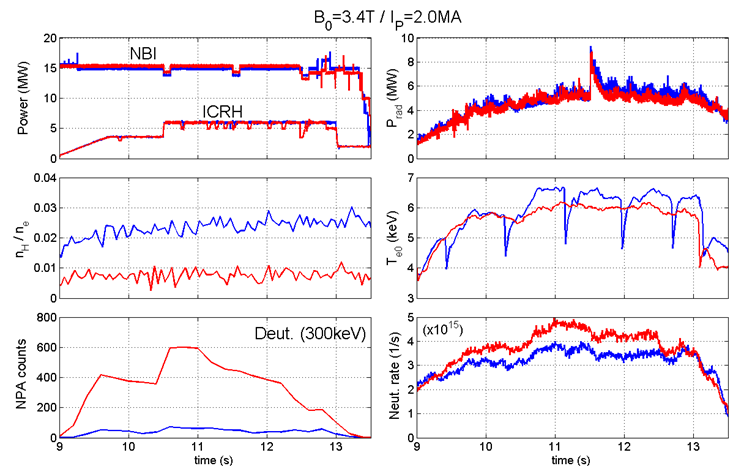 B0=3.4T / IP=2.0MA
20
15
10
5
0
Power (MW)
NBI
ICRH
10
8
6
4
2
0
Prad (MW)
0.04
0.03
0.02
0.01
0
nH / ne
7
6
5
4
3
Te0 (keV)
800
600
400
200
0
NPA counts
Deut. (300keV)
9 10 11 12 13
time (s)
5
4
3
2
1
0
Neut. rate (1/s)
(x1015)
9 10 11 12 13
time (s)